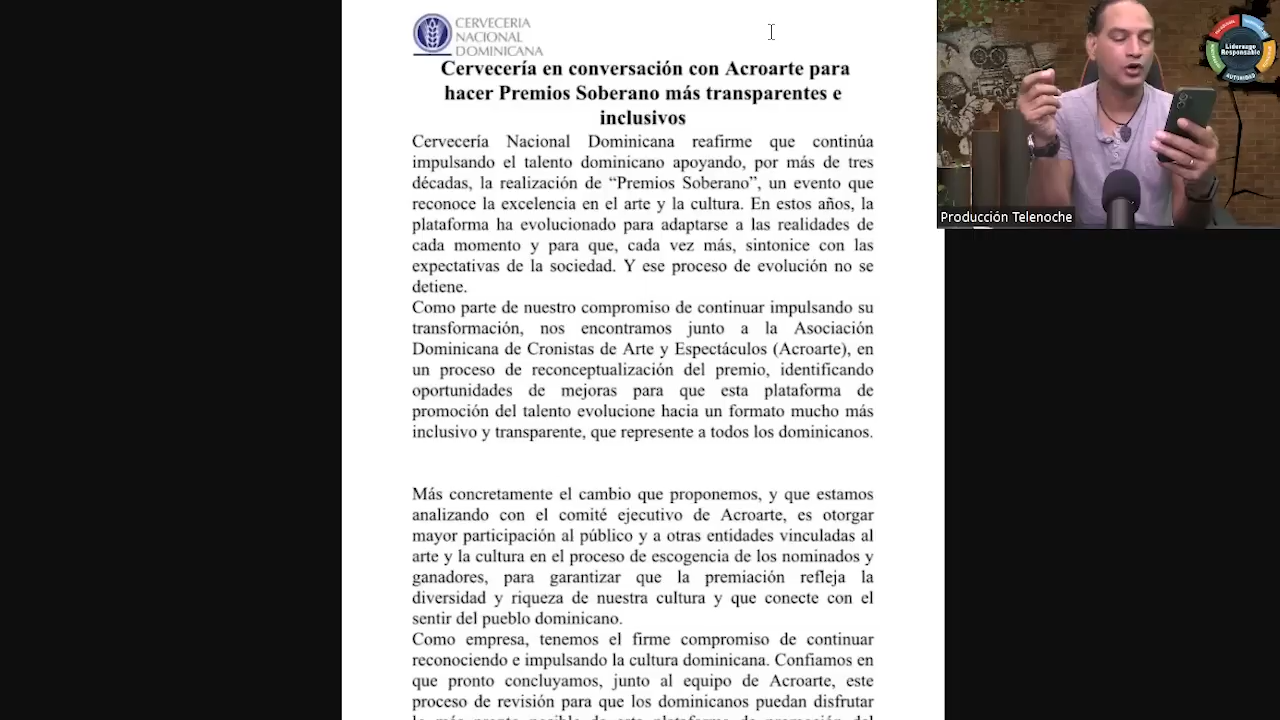 CERVECERIA
NACIONAL
DOMINICANA
Cervecería en conversación con Acroarte para
hacer Premios Soberano más transparentes e
inclusivos
Cervecería Nacional Dominicana reafirme que continúa
impulsando el talento dominicano apoyando, por más de tres
décadas, la realización de “Premios Soberano”, un evento que
reconoce la excelencia en el arte y la cultura. En estos años, la
plataforma ha evolucionado para adaptarse a las realidades de
cada momento y para que, cada vez más, sintonice con las
expectativas de la sociedad. Y ese proceso de evolución no se
detiene.
Como parte de nuestro compromiso de continuar impulsando su
transformación, nos encontramos junto a la Asociación
Dominicana de Cronistas de Arte y Espectáculos (Acroarte), en
un proceso de reconceptualización del premio, identificando
oportunidades de mejoras para que esta plataforma de
promoción del talento evolucione hacia un formato mucho más
inclusivo y transparente, que represente a todos los dominicanos.
Más concretamente el cambio que proponemos, y que estamos
analizando con el comité ejecutivo de Acroarte, es otorgar
mayor participación al público y a otras entidades vinculadas al
arte y la cultura en el proceso de escogencia de los nominados y
ganadores, para garantizar que la premiación refleja la
diversidad y riqueza de nuestra cultura y que conecte con el
sentir del pueblo dominicano.
Como empresa, tenemos el firme compromiso de continuar
reconociendo e impulsando la cultura dominicana. Confiamos en
que pronto concluyamos, junto al equipo de Acroarte, este
proceso de revisión para que los dominicanos puedan disfrutar
Liderazgo
Responsable
AUTORIDAD
Producción Telenoche